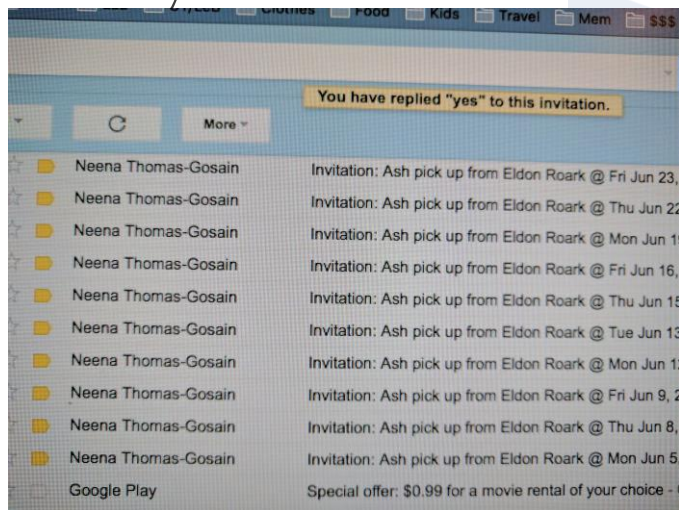 Clothes Food Kids Travel Mem $$$
You have replied "yes" to this invitation.
More
Neena Thomas-Gosain Invitation: Ash pick up from Eldon Roark @ Fri Jun 23,
Neena Thomas-Gosain Invitation: Ash pick up from Eldon Roark @ Thu Jun 22
Neena Thomas-Gosain Invitation: Ash pick up from Eldon Roark @ Mon Jun
Neena Thomas-Gosain Invitation: Ash pick up from Eldon Roark @ Fri Jun 16,
Neena Thomas-Gosain Invitation: Ash pick up from Eldon Roark @ Thu Jun 15
Neena Thomas-Gosain Invitation: Ash pick up from Eldon Roark @ Tue Jun 13
Neena Thomas-Gosain Invitation: Ash pick up from Eldon Roark @ Mon Jun
Neena Thomas-Gosain Invitation: Ash pick up from Eldon Roark @ Fri Jun 9, 2
Neena Thomas-Gosain Invitation: Ash pick up from Eldon Roark @ Thu Jun 8,
Neena Thomas-Gosain Invitation: Ash pick up from Eldon Roark @ Mon Jun 5,
Google Play Special offer: $0.99 for a movie rental of your choice -